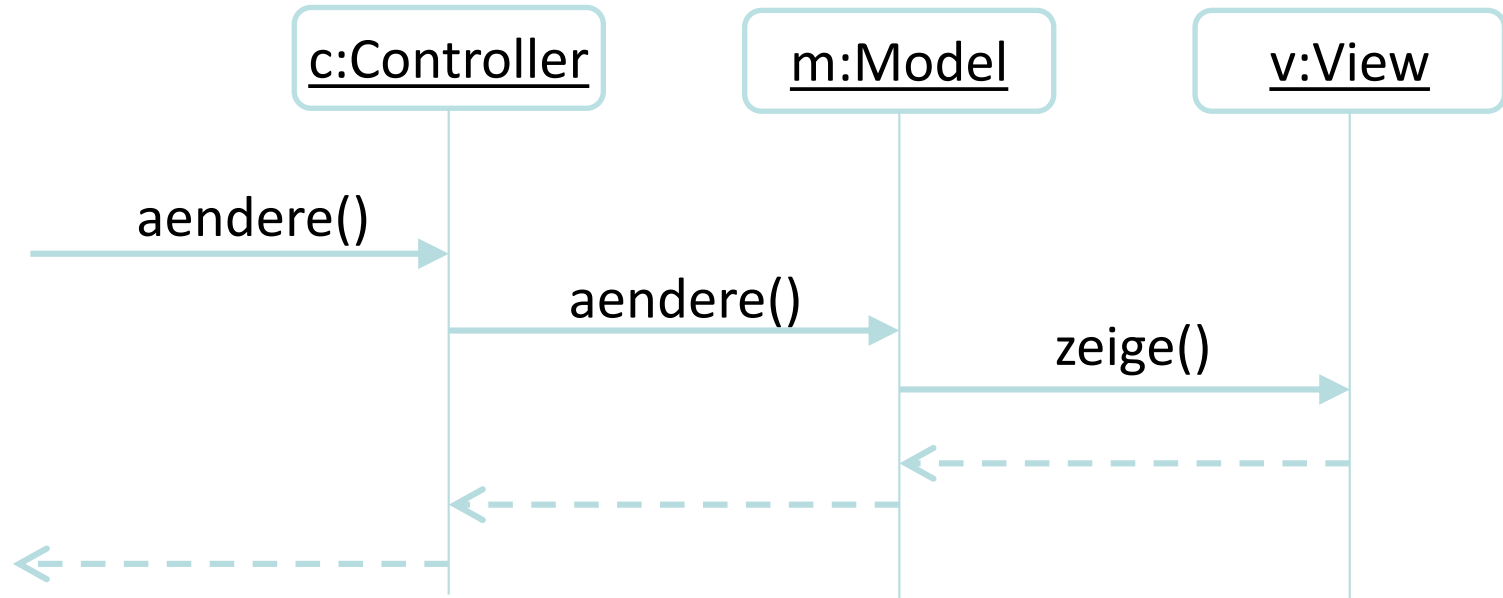 c:Controller
m:Model
v:View
aendere()
aendere()
zeige()